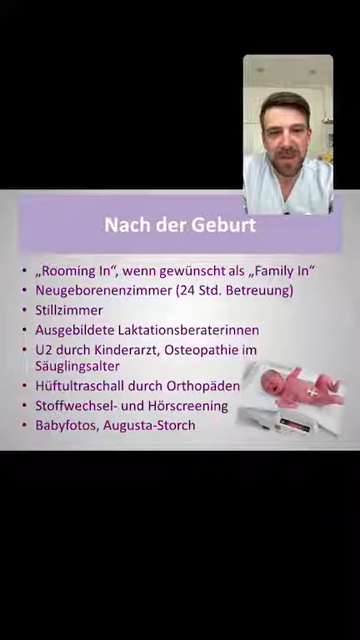 Nach der Geburt
„Rooming In“, wenn gewünscht als „Family In“
Neugeborenenzimmer (24 Std. Betreuung)
Stillzimmer
Ausgebildete Laktationsberaterinnen
U2 durch Kinderarzt, Osteopathie im
Säuglingsalter
Hüftultraschall durch Orthopäden
Stoffwechsel- und Hörscreening
Babyfotos, Augusta-Storch